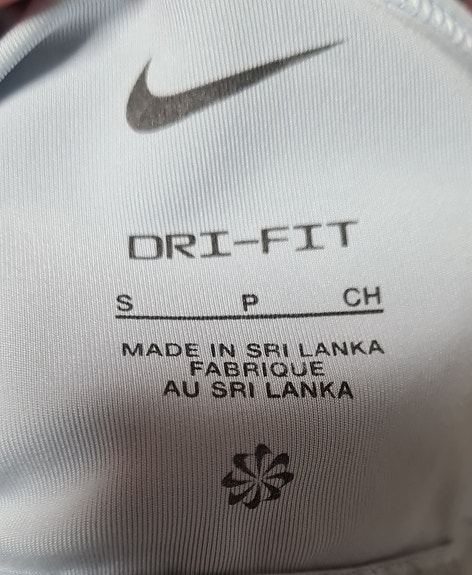 DRI-FIT
S P CH
MADE IN SRI LANKA
FABRIQUE
AU SRI LANKA